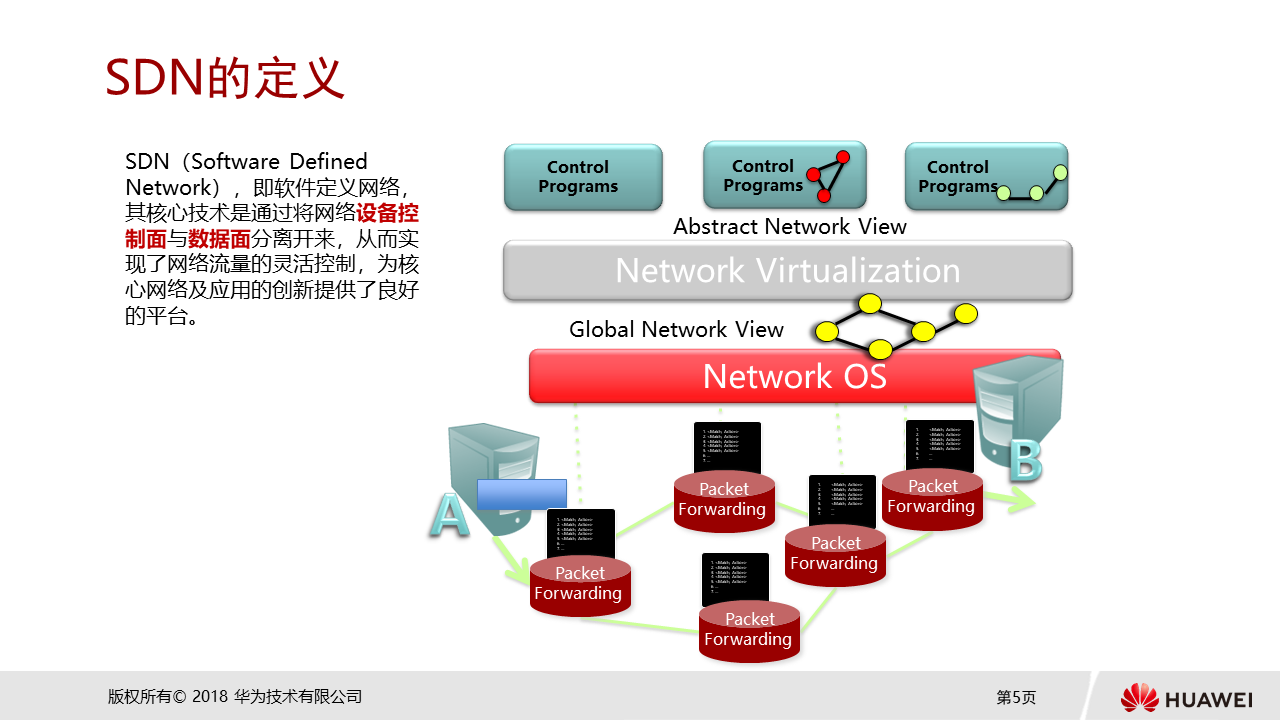 SDN的定义
SDN（Software Defined
Network），即软件定义网络，
其核心技术是通过将网络设备控
制面与数据面分离开来，从而实
现了网络流量的灵活控制，为核
心网络及应用的创新提供了良好
的平台。
Control
Programs
Control
Programs
Control
Programs
Abstract Network View
Network Virtualization
Global Network View
Network OS
A
B
Packet
Forwarding
Packet
Forwarding
Packet
Forwarding
Packet
Forwarding
Packet
Forwarding
版权所有© 2018 华为技术有限公司
第5页
HUAWEI